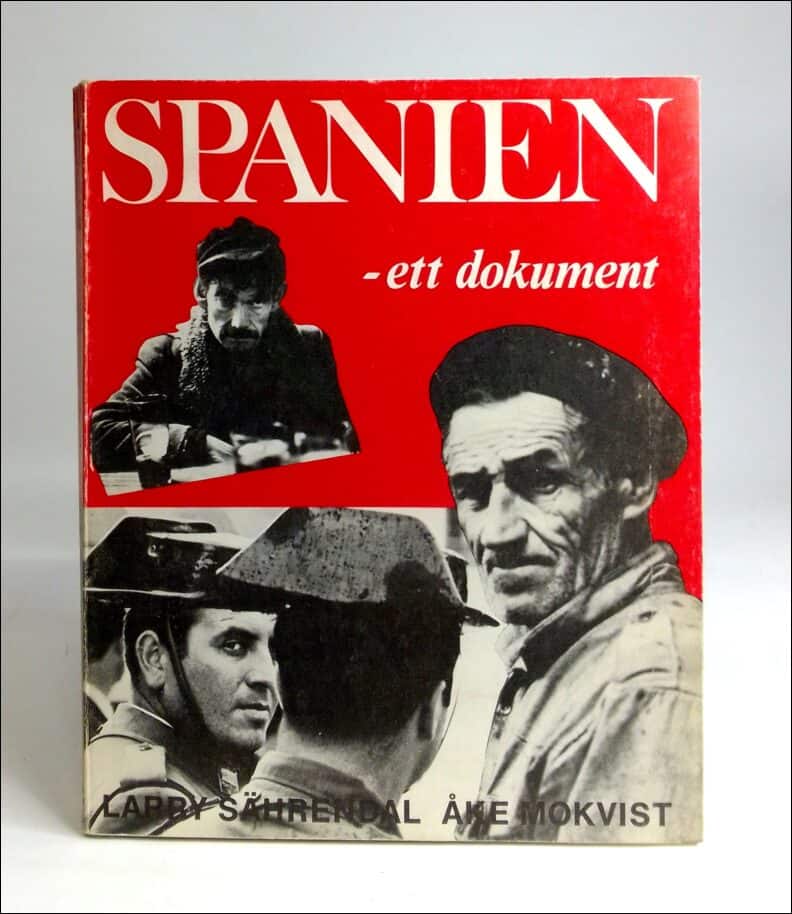 SPANIEN
- ett dokument
LARRY SÄHRENDAL ÅKE MOKVIST